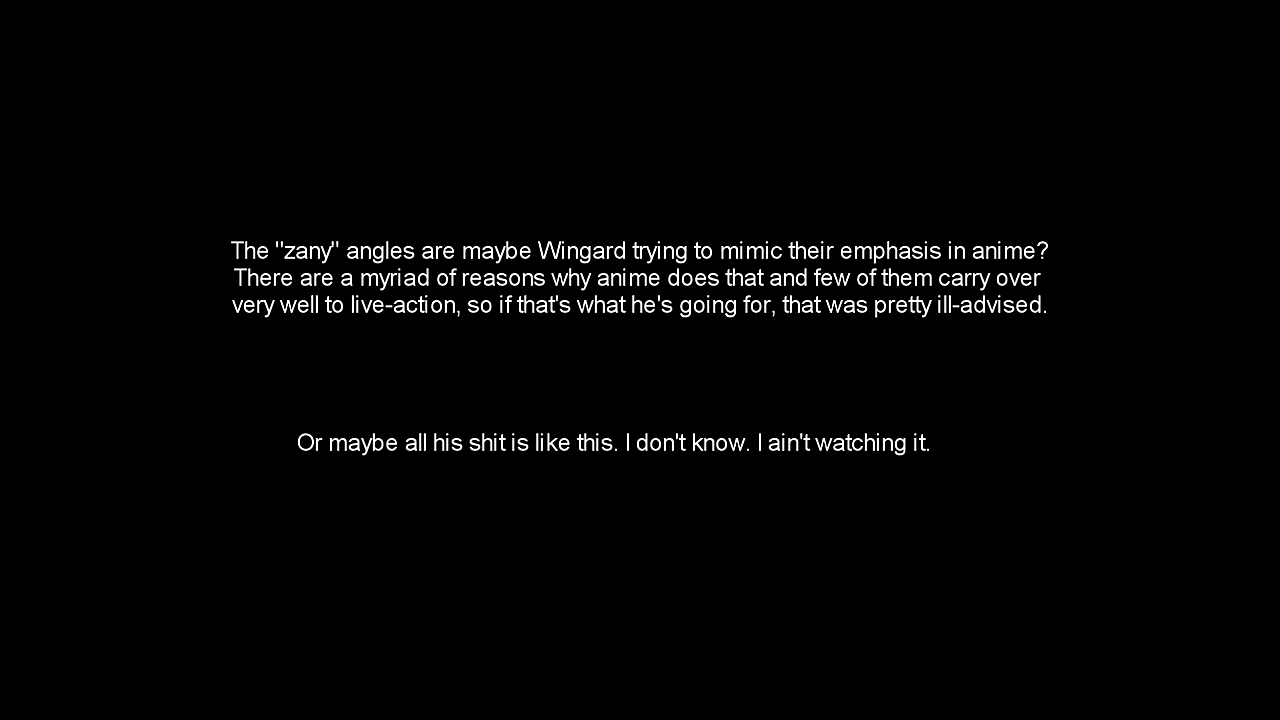 The "zany" angles are maybe Wingard trying to mimic their emphasis in anime?
There are a myriad of reasons why anime does that and few of them carry over
very well to live-action, so if that's what he's going for, that was pretty ill-advised.
Or maybe all his shit is like this. I don't know. I ain't watching it.